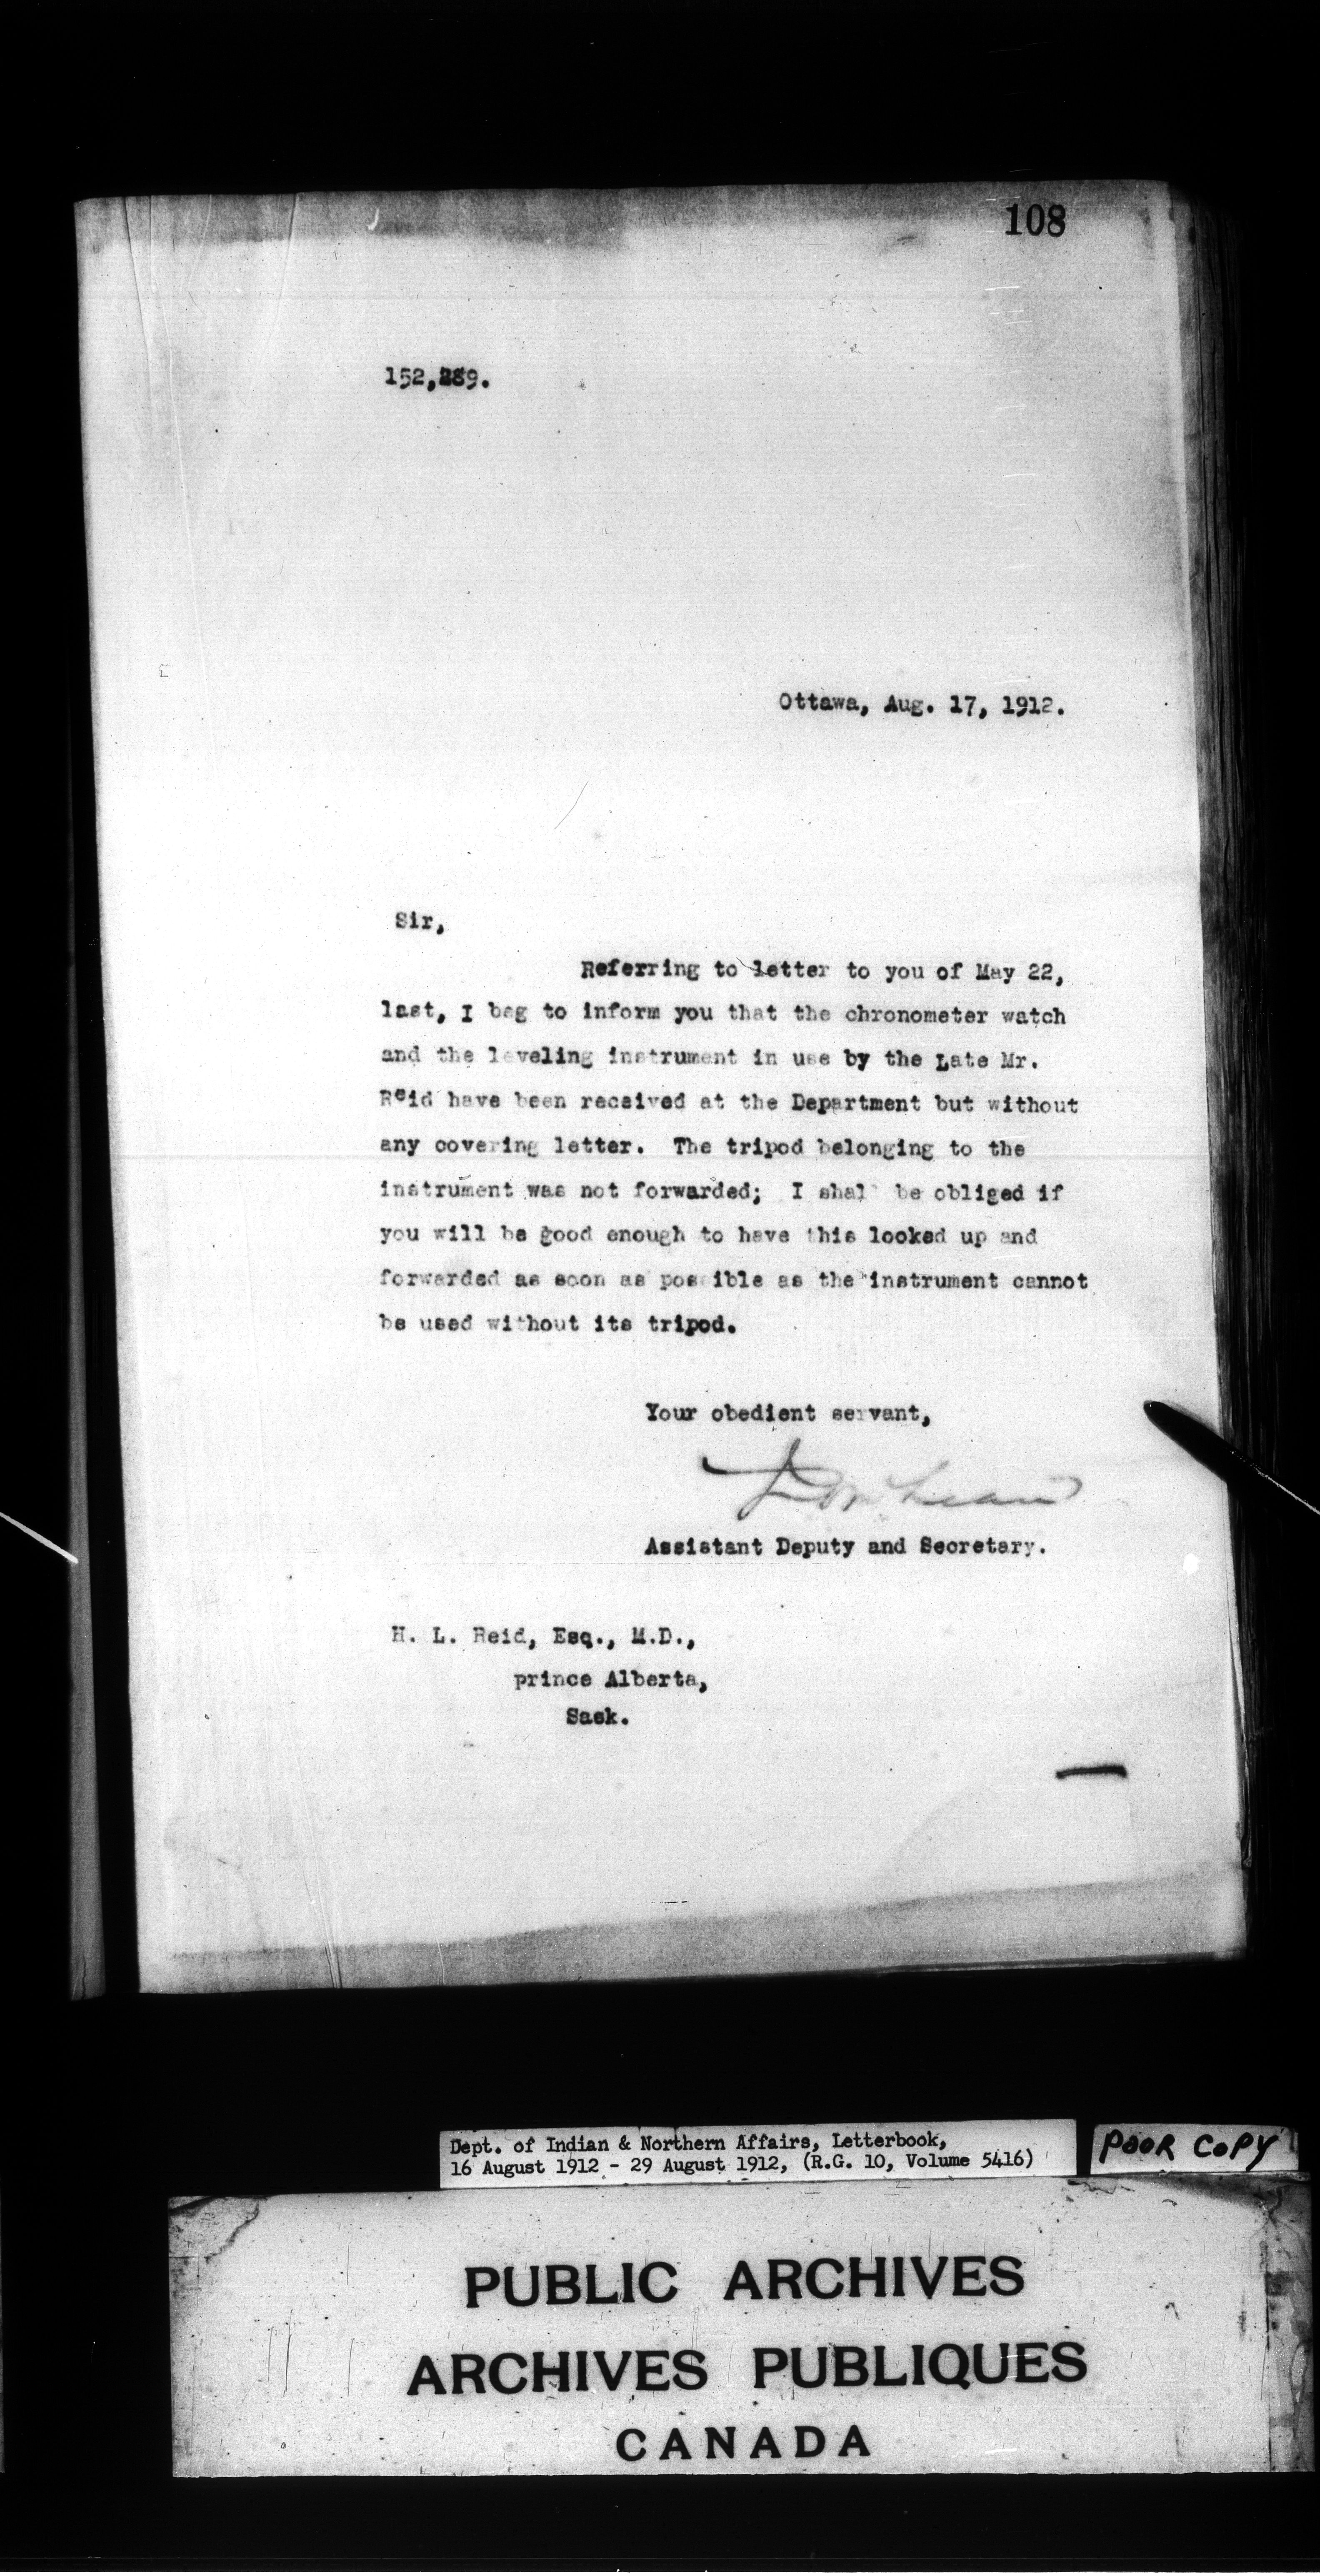 108
152,289.
Ottawa, Aug. 17, 1912.
Sir,
Referring to letter to you of May 22,
last, I beg to inform you that the chronometer watch
and the leveling instrument in use by the Late Mr.
Reid have been received at the Department but without
any covering letter. The tripod belonging to the
instrument was not forwarded; I shall be obliged if
you will be good enough to have this looked up and
forwarded as soon as possible as the instrument cannot
be used without its tripod.
Your obedient servant,
Assistant Deputy and Secretary.
H. L. Reid, Esq., M.D.,
prince Alberta,
Sask.
Dept. of Indian & Northern Affairs, Letterbook,
16 August 1912 - 29 August 1912, (R.G. 10, Volume 5416)
POOR COPY
PUBLIC ARCHIVES
ARCHIVES PUBLIQUES
CANADA